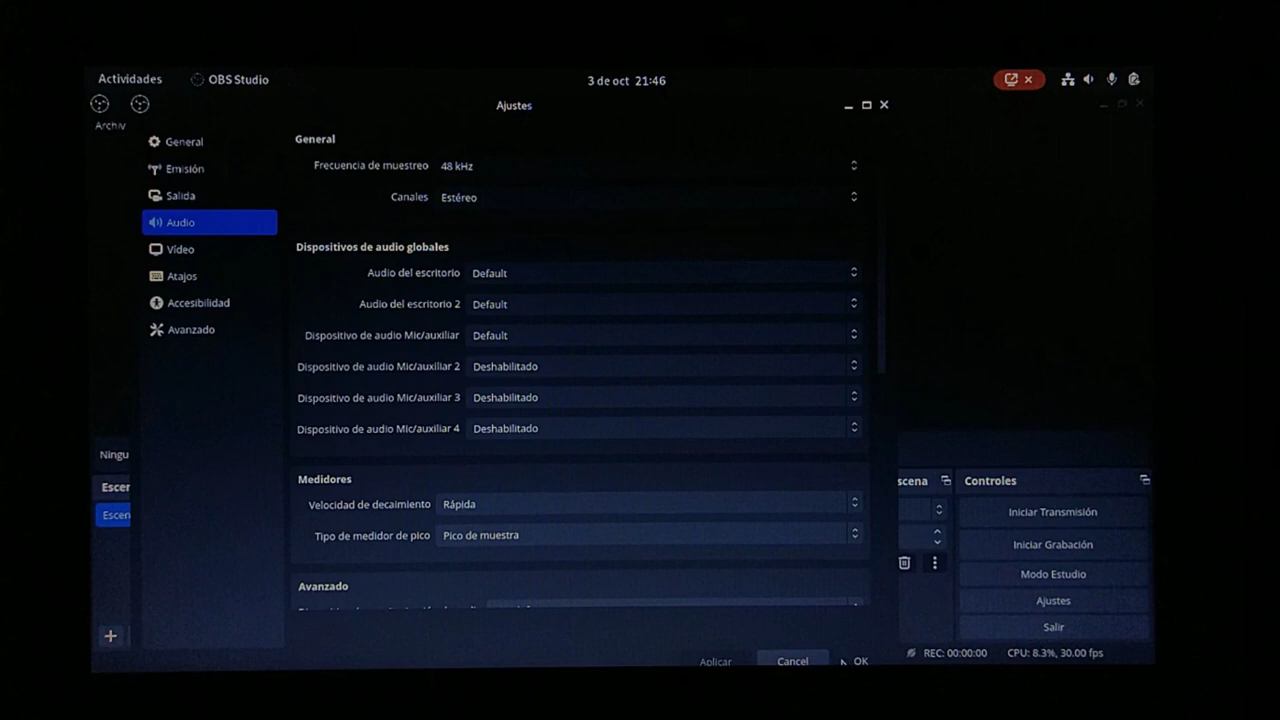 Actividades OBS Studio 3 de oct 21:46
Ajustes
Archiv
General
Emisión
Salida
Audio
Vídeo
Atajos
Accesibilidad
Avanzado
General
Frecuencia de muestreo 48 kHz
Canales Estéreo
Dispositivos de audio globales
Audio del escritorio Default
Audio del escritorio 2 Default
Dispositivo de audio Mic/auxiliar Default
Dispositivo de audio Mic/auxiliar 2 Deshabilitado
Dispositivo de audio Mic/auxiliar 3 Deshabilitado
Dispositivo de audio Mic/auxiliar 4 Deshabilitado
Medidores
Velocidad de decaimiento Rápida
Tipo de medidor de pico Pico de muestra
Avanzado
Aplicar Cancel OK
Ningu
Escen
Escen
scena
Controles
Iniciar Transmisión
Iniciar Grabación
Modo Estudio
Ajustes
Salir
REC: 00:00:00 CPU: 8.3%, 30.00 fps